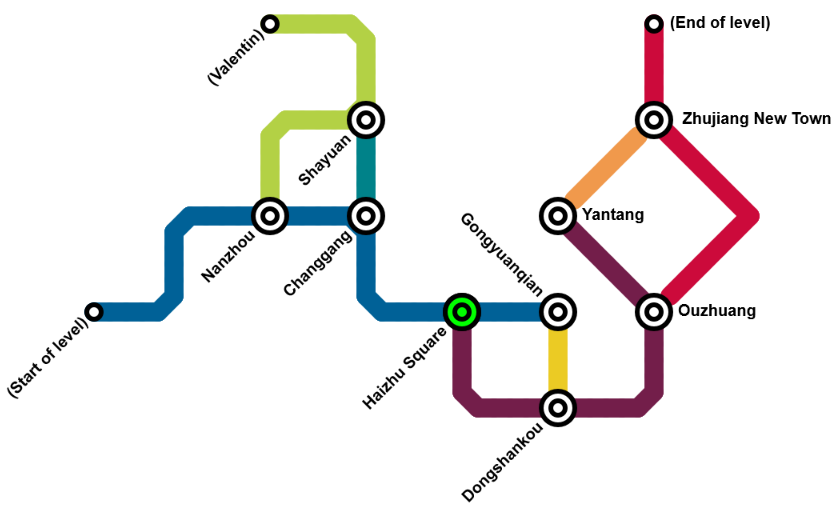 (End of level)
(Valentin)
Zhujiang New Town
Shayuan
Yantang
Gongyuanqian
Nanzhou
Changgang
Ouzhuang
(Start of level)
Haizhu Square
Dongshankou